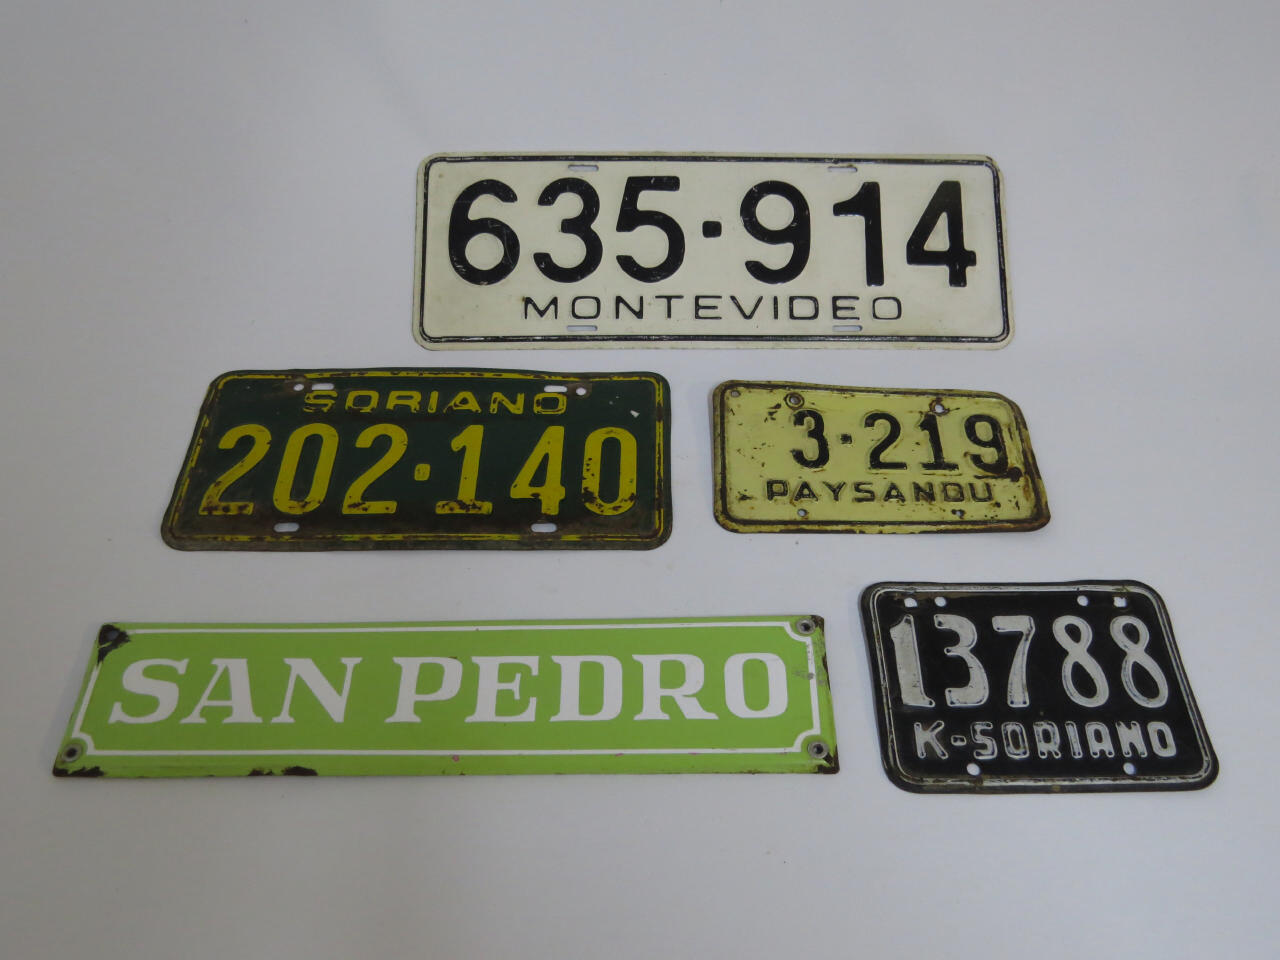 635·914
MONTEVIDEO
SORIANO
202·140
3·219
PAYSANDU
SAN PEDRO
13788
K-SORIANO